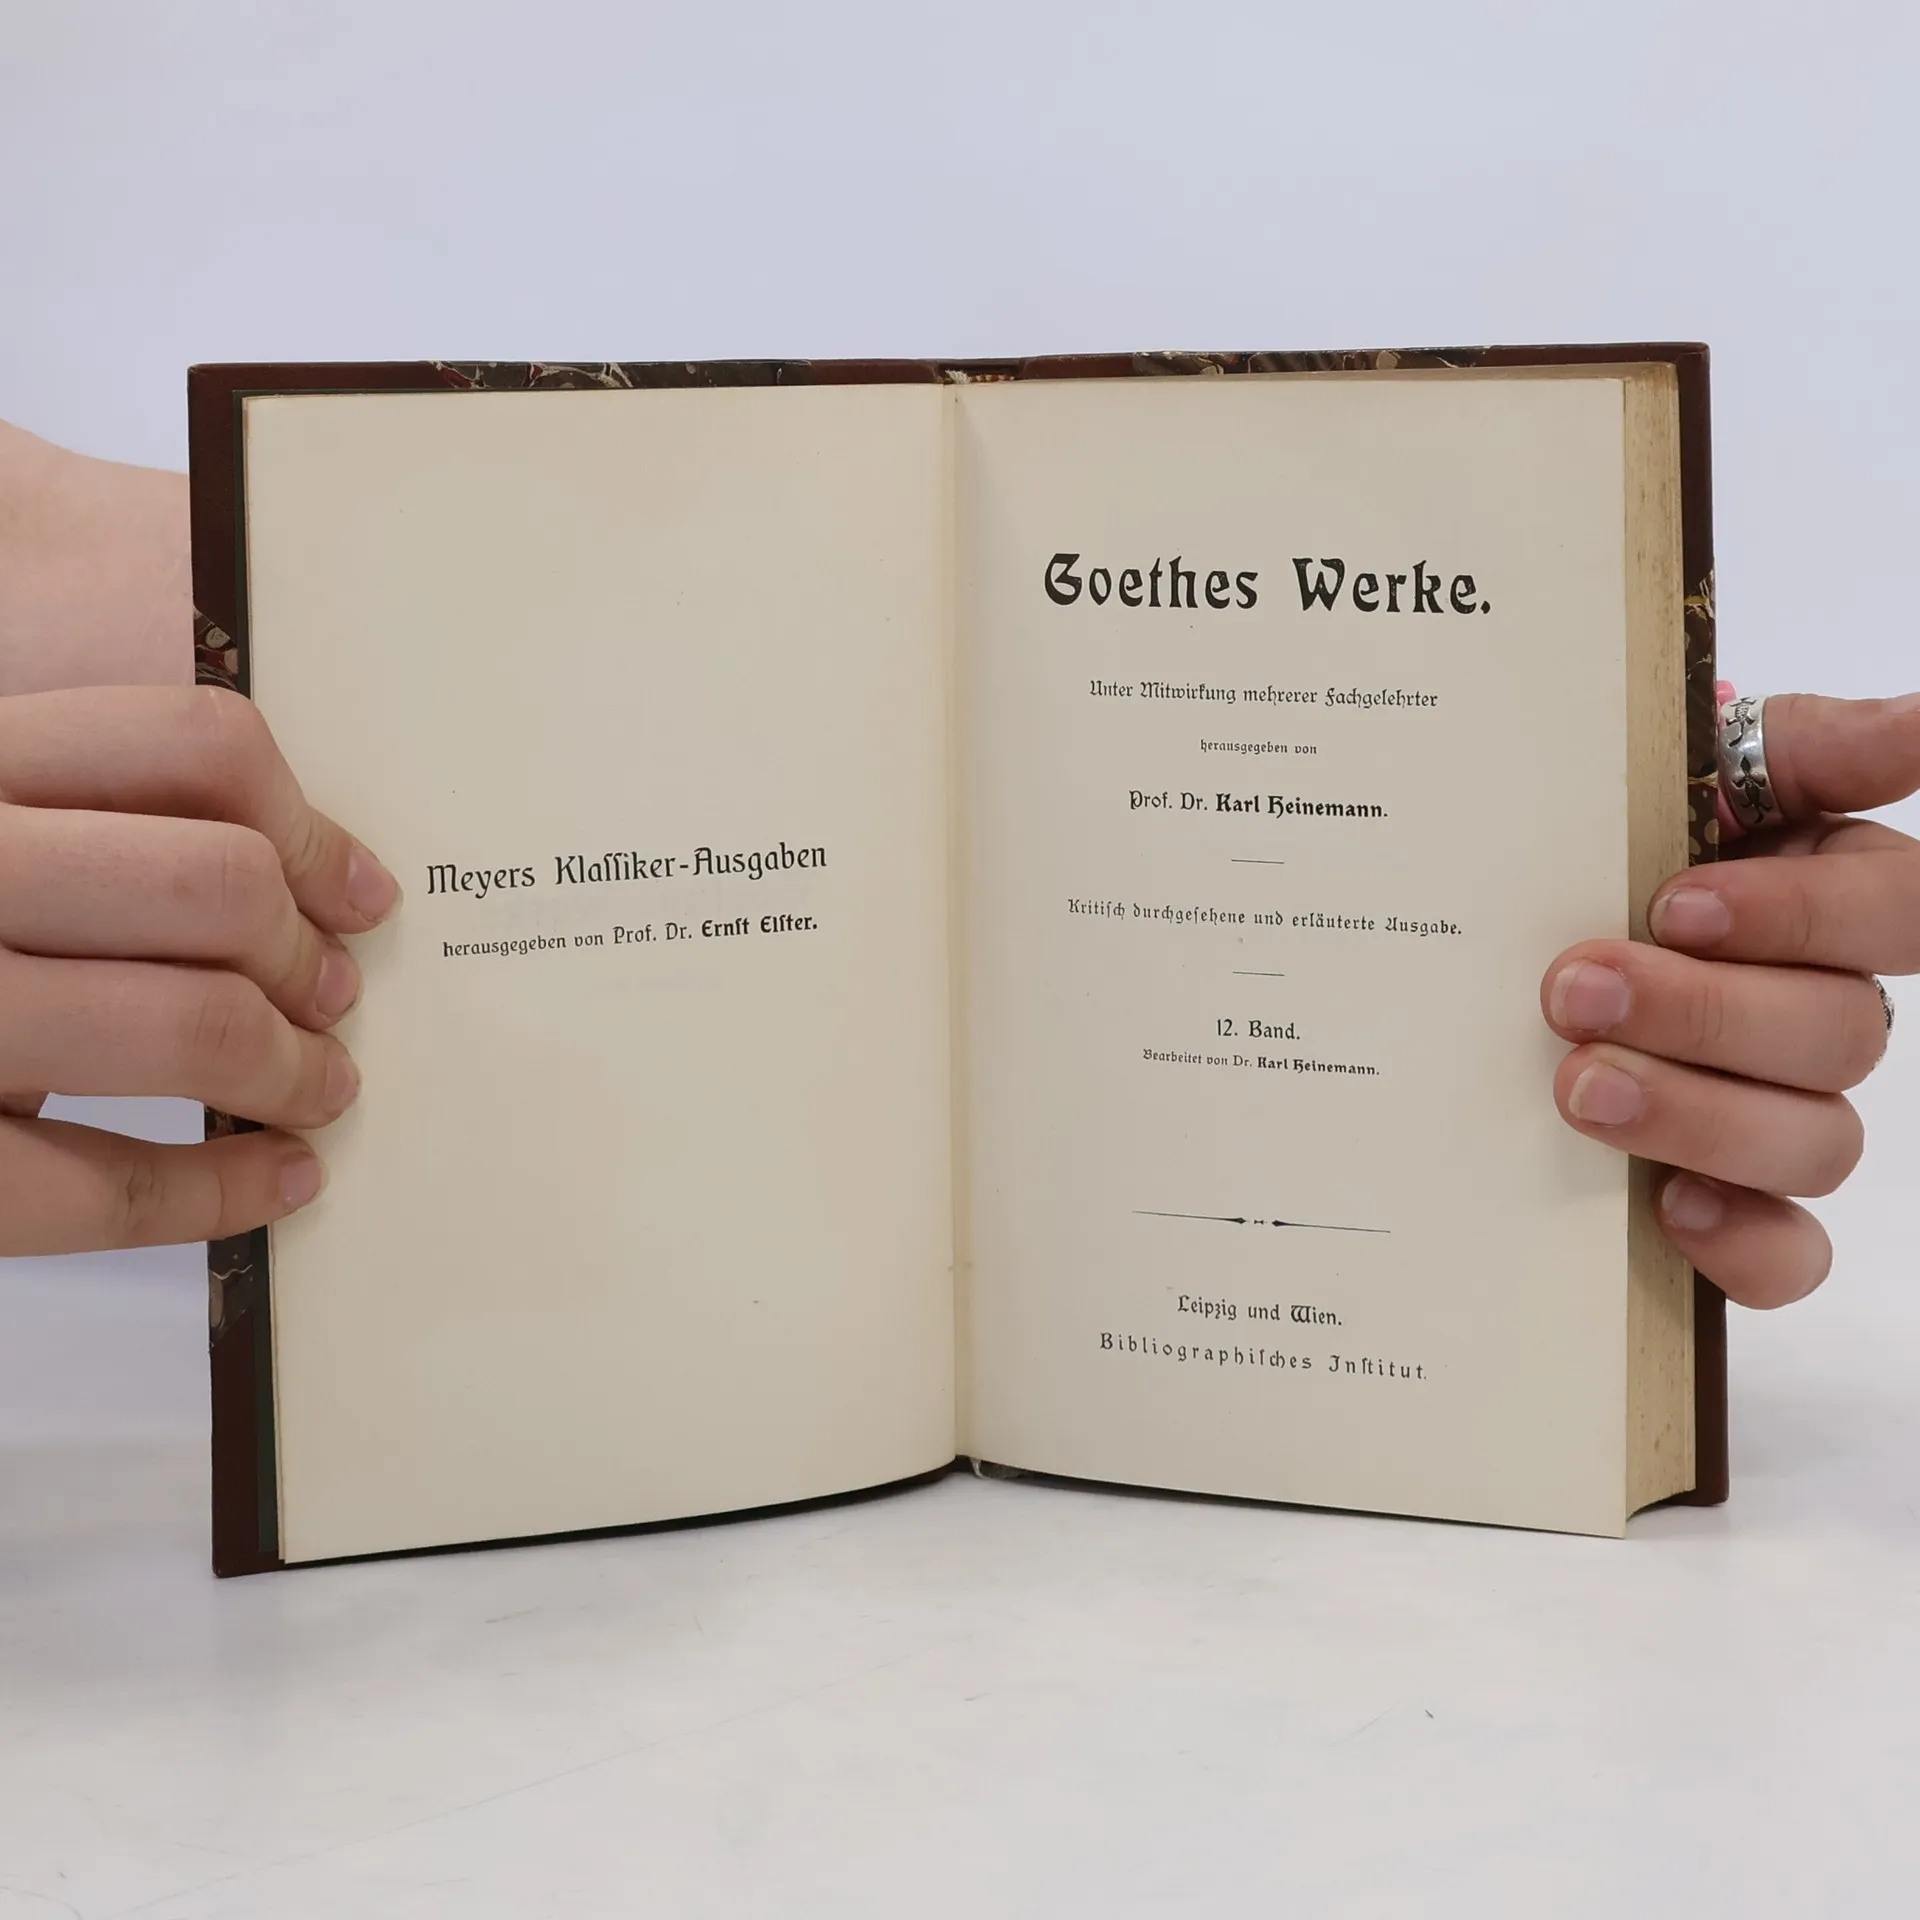 Meyers Klaſſiker-Ausgaben
herausgegeben von Prof. Dr. Ernſt Elſter.
Goethes Werke.
Unter Mitwirkung mehrerer Fachgelehrter
herausgegeben von
Prof. Dr. Karl Heinemann.
Kritiſch durchgeſehene und erläuterte Ausgabe.
12. Band.
Bearbeitet von Dr. Karl Heinemann.
Leipzig und Wien.
Bibliographiſches Inſtitut.